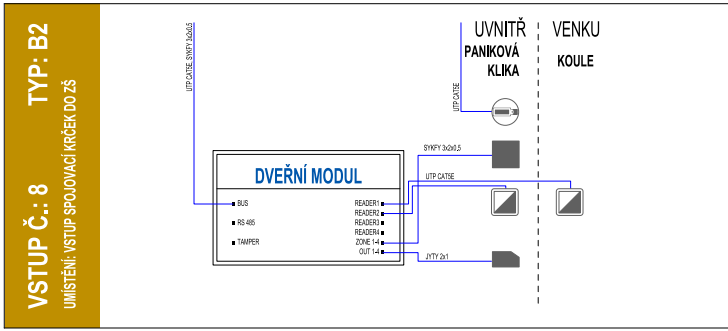 VSTUP Č.: 8 TYP: B2
UMÍSTĚNÍ: VSTUP SPOJOVACÍ KRČEK DO ZŠ
UTP CAT5E, SYKFY 3x2x0,5
UTP CAT5E
UVNITŘ
PANIKOVÁ
KLIKA
VENKU
KOULE
SYKFY 3x2x0,5
UTP CAT5E
DVEŘNÍ MODUL
BUS
RS 485
TAMPER
READER1
READER2
READER3
READER4
ZONE 1-4
OUT 1-4
JYTY 2x1